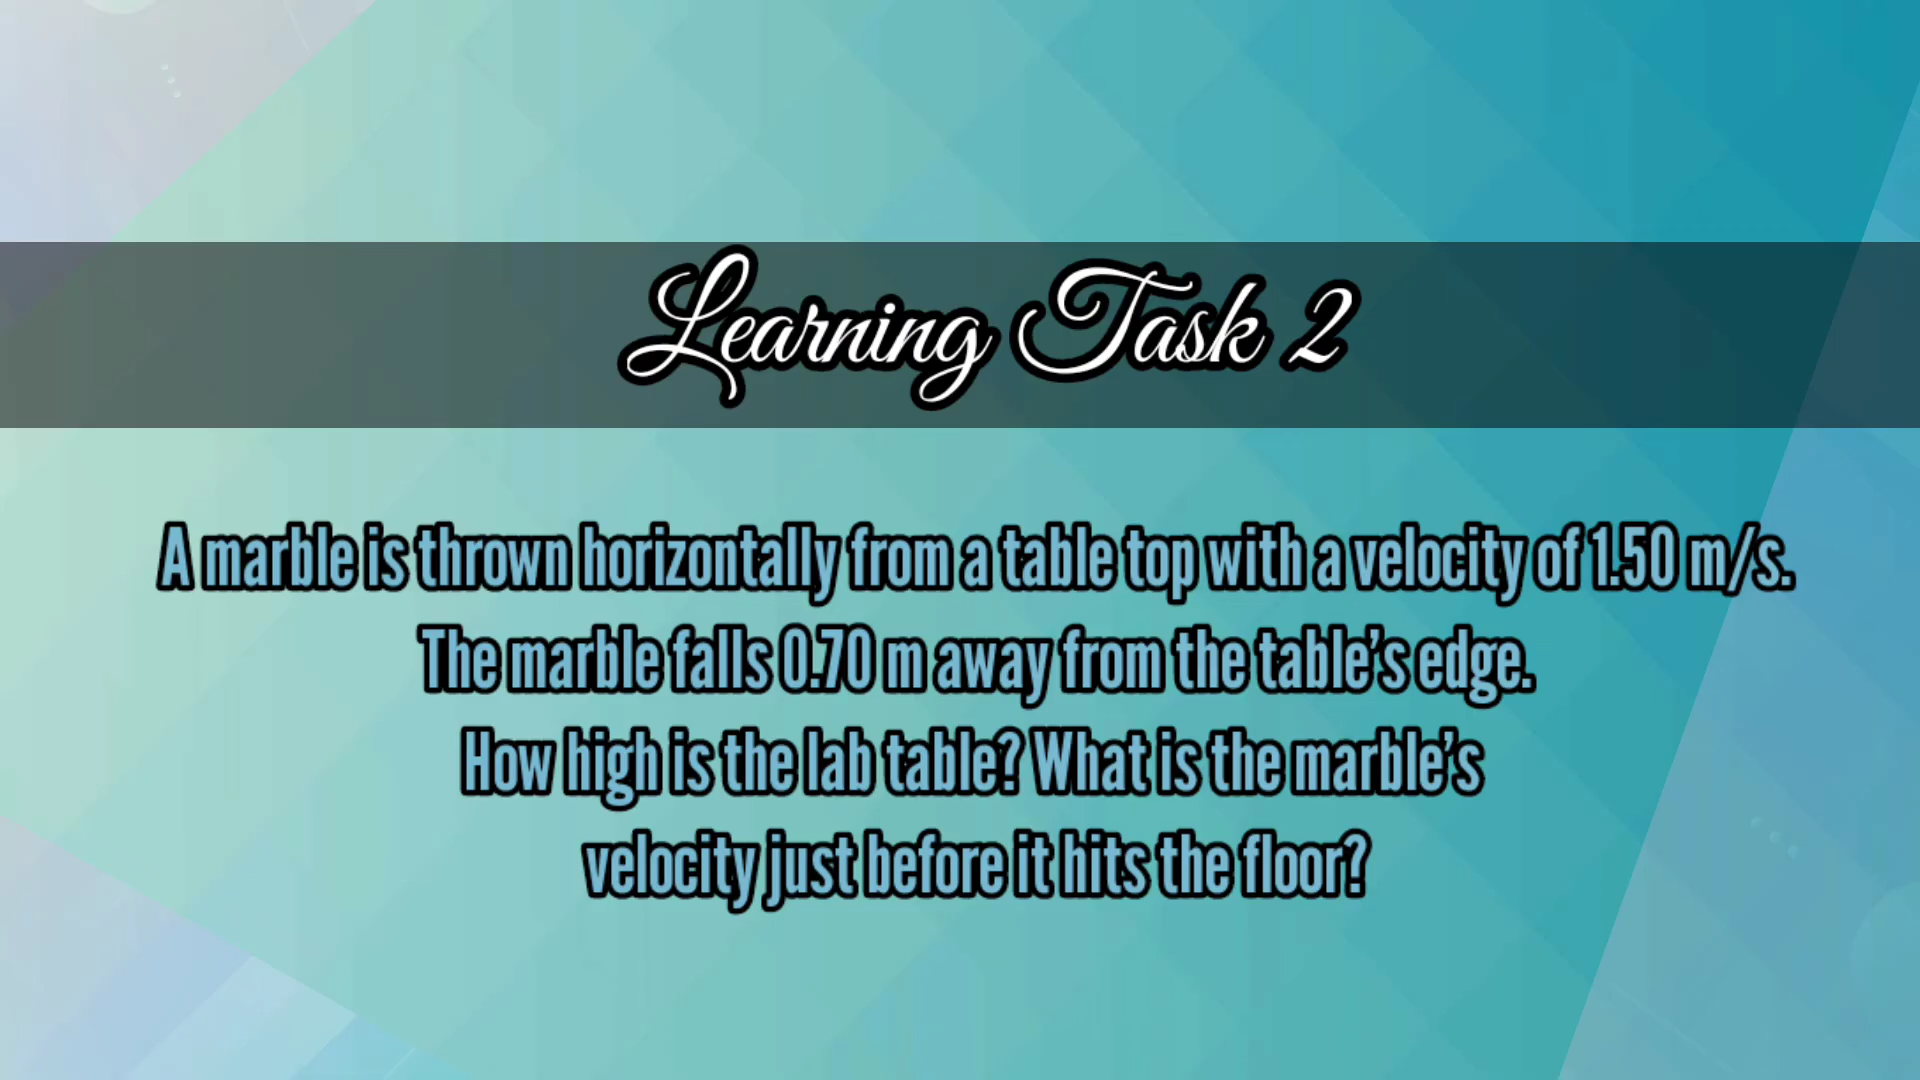 Learning Task 2
A marble is thrown horizontally from a table top with a velocity of 1.50 m/s.
The marble falls 0.70 m away from the table’s edge.
How high is the lab table? What is the marble’s
velocity just before it hits the floor?